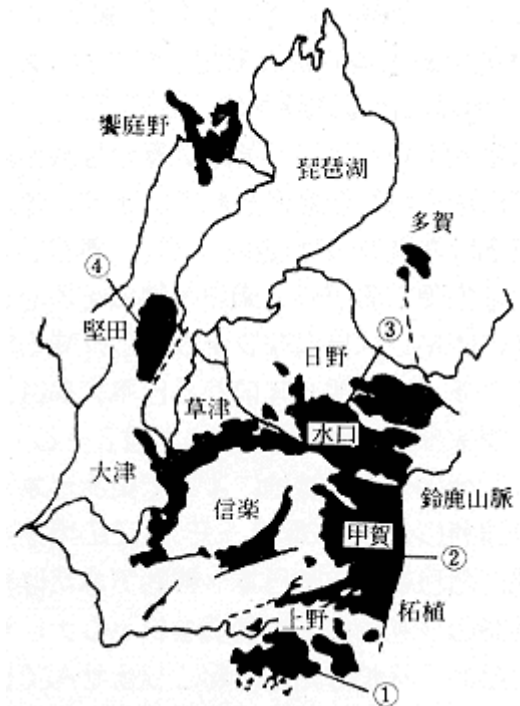 饗庭野
琵琶湖
多賀
④
堅田
③
日野
草津
水口
大津
信楽
鈴鹿山脈
甲賀
②
上野
柘植
①